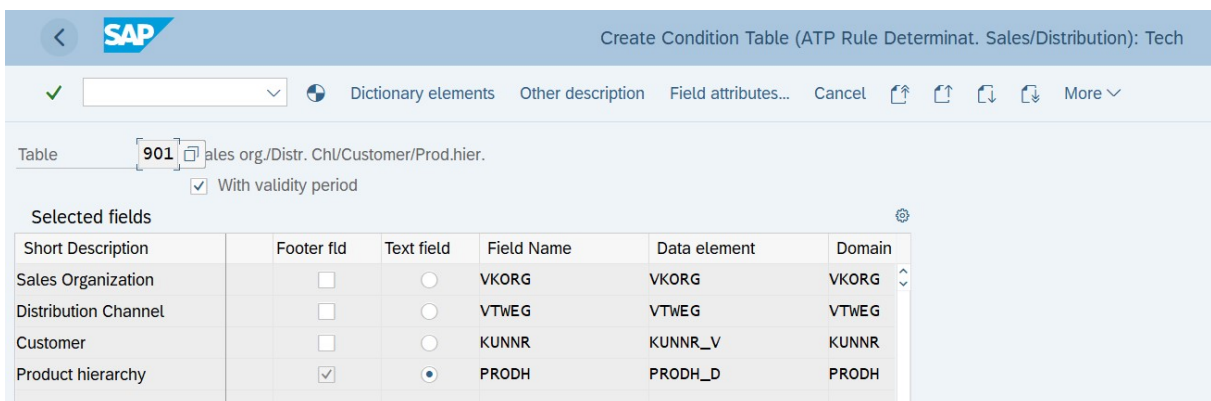 SAP Create Condition Table (ATP Rule Determinat. Sales/Distribution): Tech
Dictionary elements Other description Field attributes... Cancel More
Table 901 ales org./Distr. Chl/Customer/Prod.hier.
With validity period
Selected fields
Short Description Footer fld Text field Field Name Data element Domain
Sales Organization VKORG VKORG VKORG
Distribution Channel VTWEG VTWEG VTWEG
Customer KUNNR KUNNR_V KUNNR
Product hierarchy PRODH PRODH_D PRODH